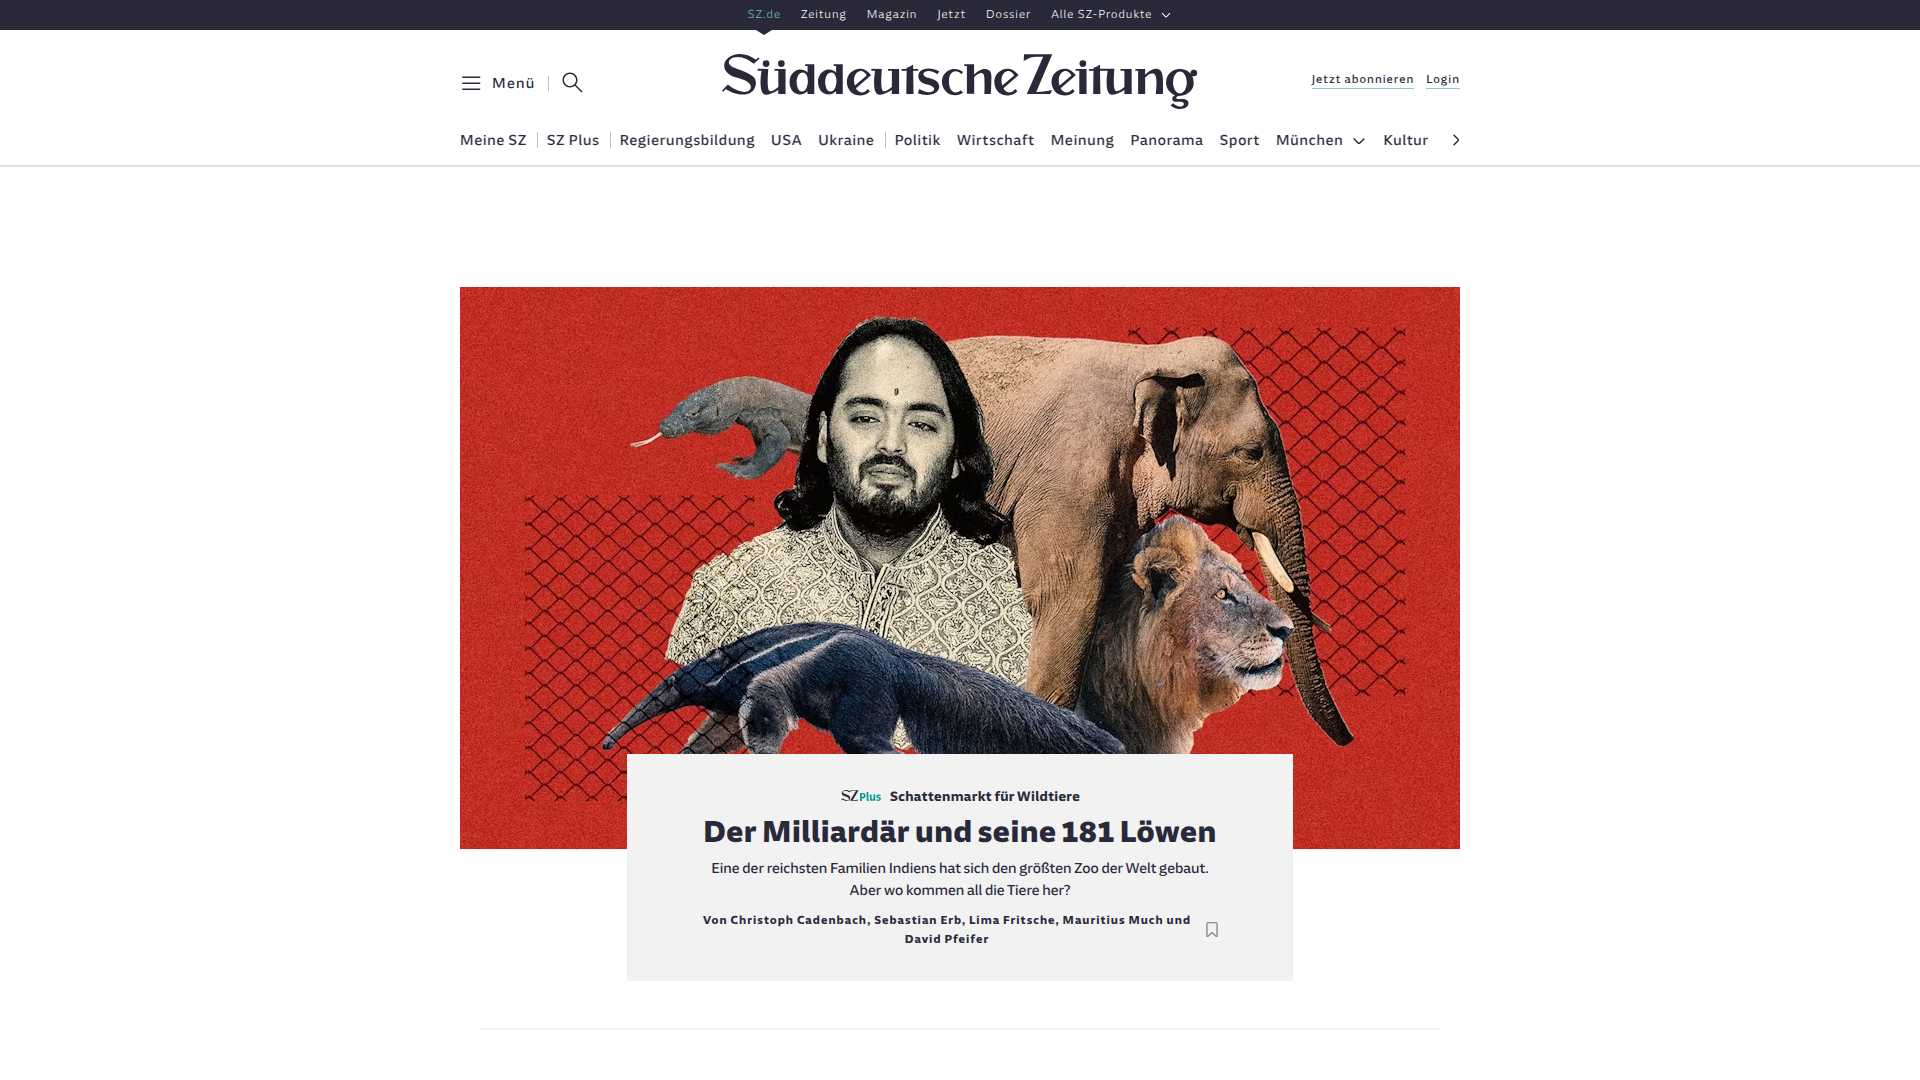 SZ.de Zeitung Magazin Jetzt Dossier Alle SZ-Produkte
Menü
Süddeutsche Zeitung
Jetzt abonnieren Login
Meine SZ SZ Plus Regierungsbildung USA Ukraine Politik Wirtschaft Meinung Panorama Sport München Kultur
SZ Plus Schattenmarkt für Wildtiere
Der Milliardär und seine 181 Löwen
Eine der reichsten Familien Indiens hat sich den größten Zoo der Welt gebaut.
Aber wo kommen all die Tiere her?
Von Christoph Cadenbach, Sebastian Erb, Lima Fritsche, Mauritius Much und
David Pfeifer